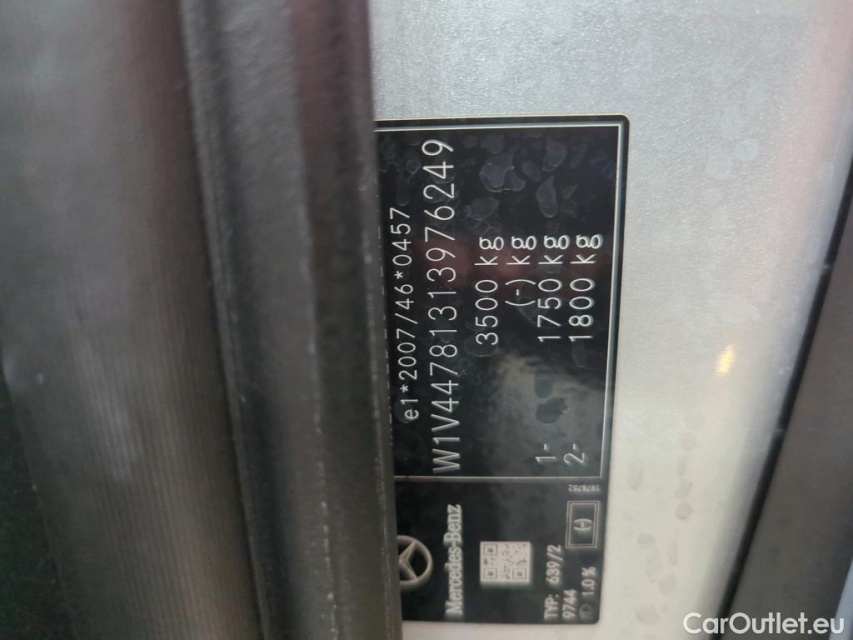 e1*2007/46*0457
W1V44781313976249
3500 kg
(-) kg
1- 1750 kg
2- 1800 kg
Mercedes-Benz
TYP: 639/2
9744
1.0%
(-)
1978752
CarOutlet.eu